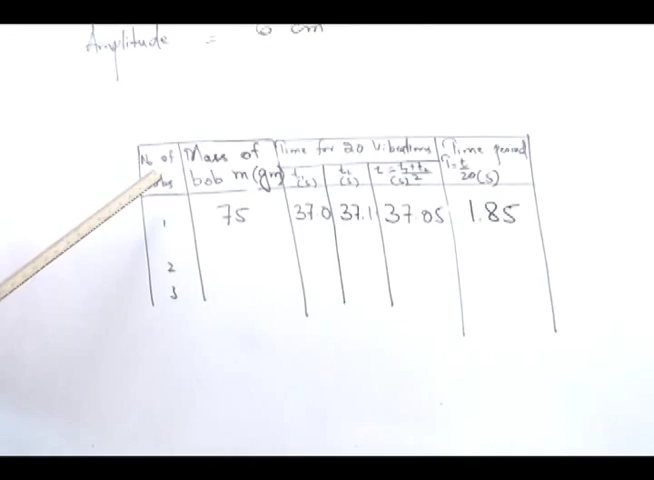 Amplitude = 6 cm
No of obs | Mass of bob m (gm) | Time for 20 Vibrations | Time period T = t/20 (s)
t₁ (s) | t₂ (s) | t = t₁+t₂/2 (s)
1 | 75 | 37.0 | 37.1 | 37.05 | 1.85
2
3